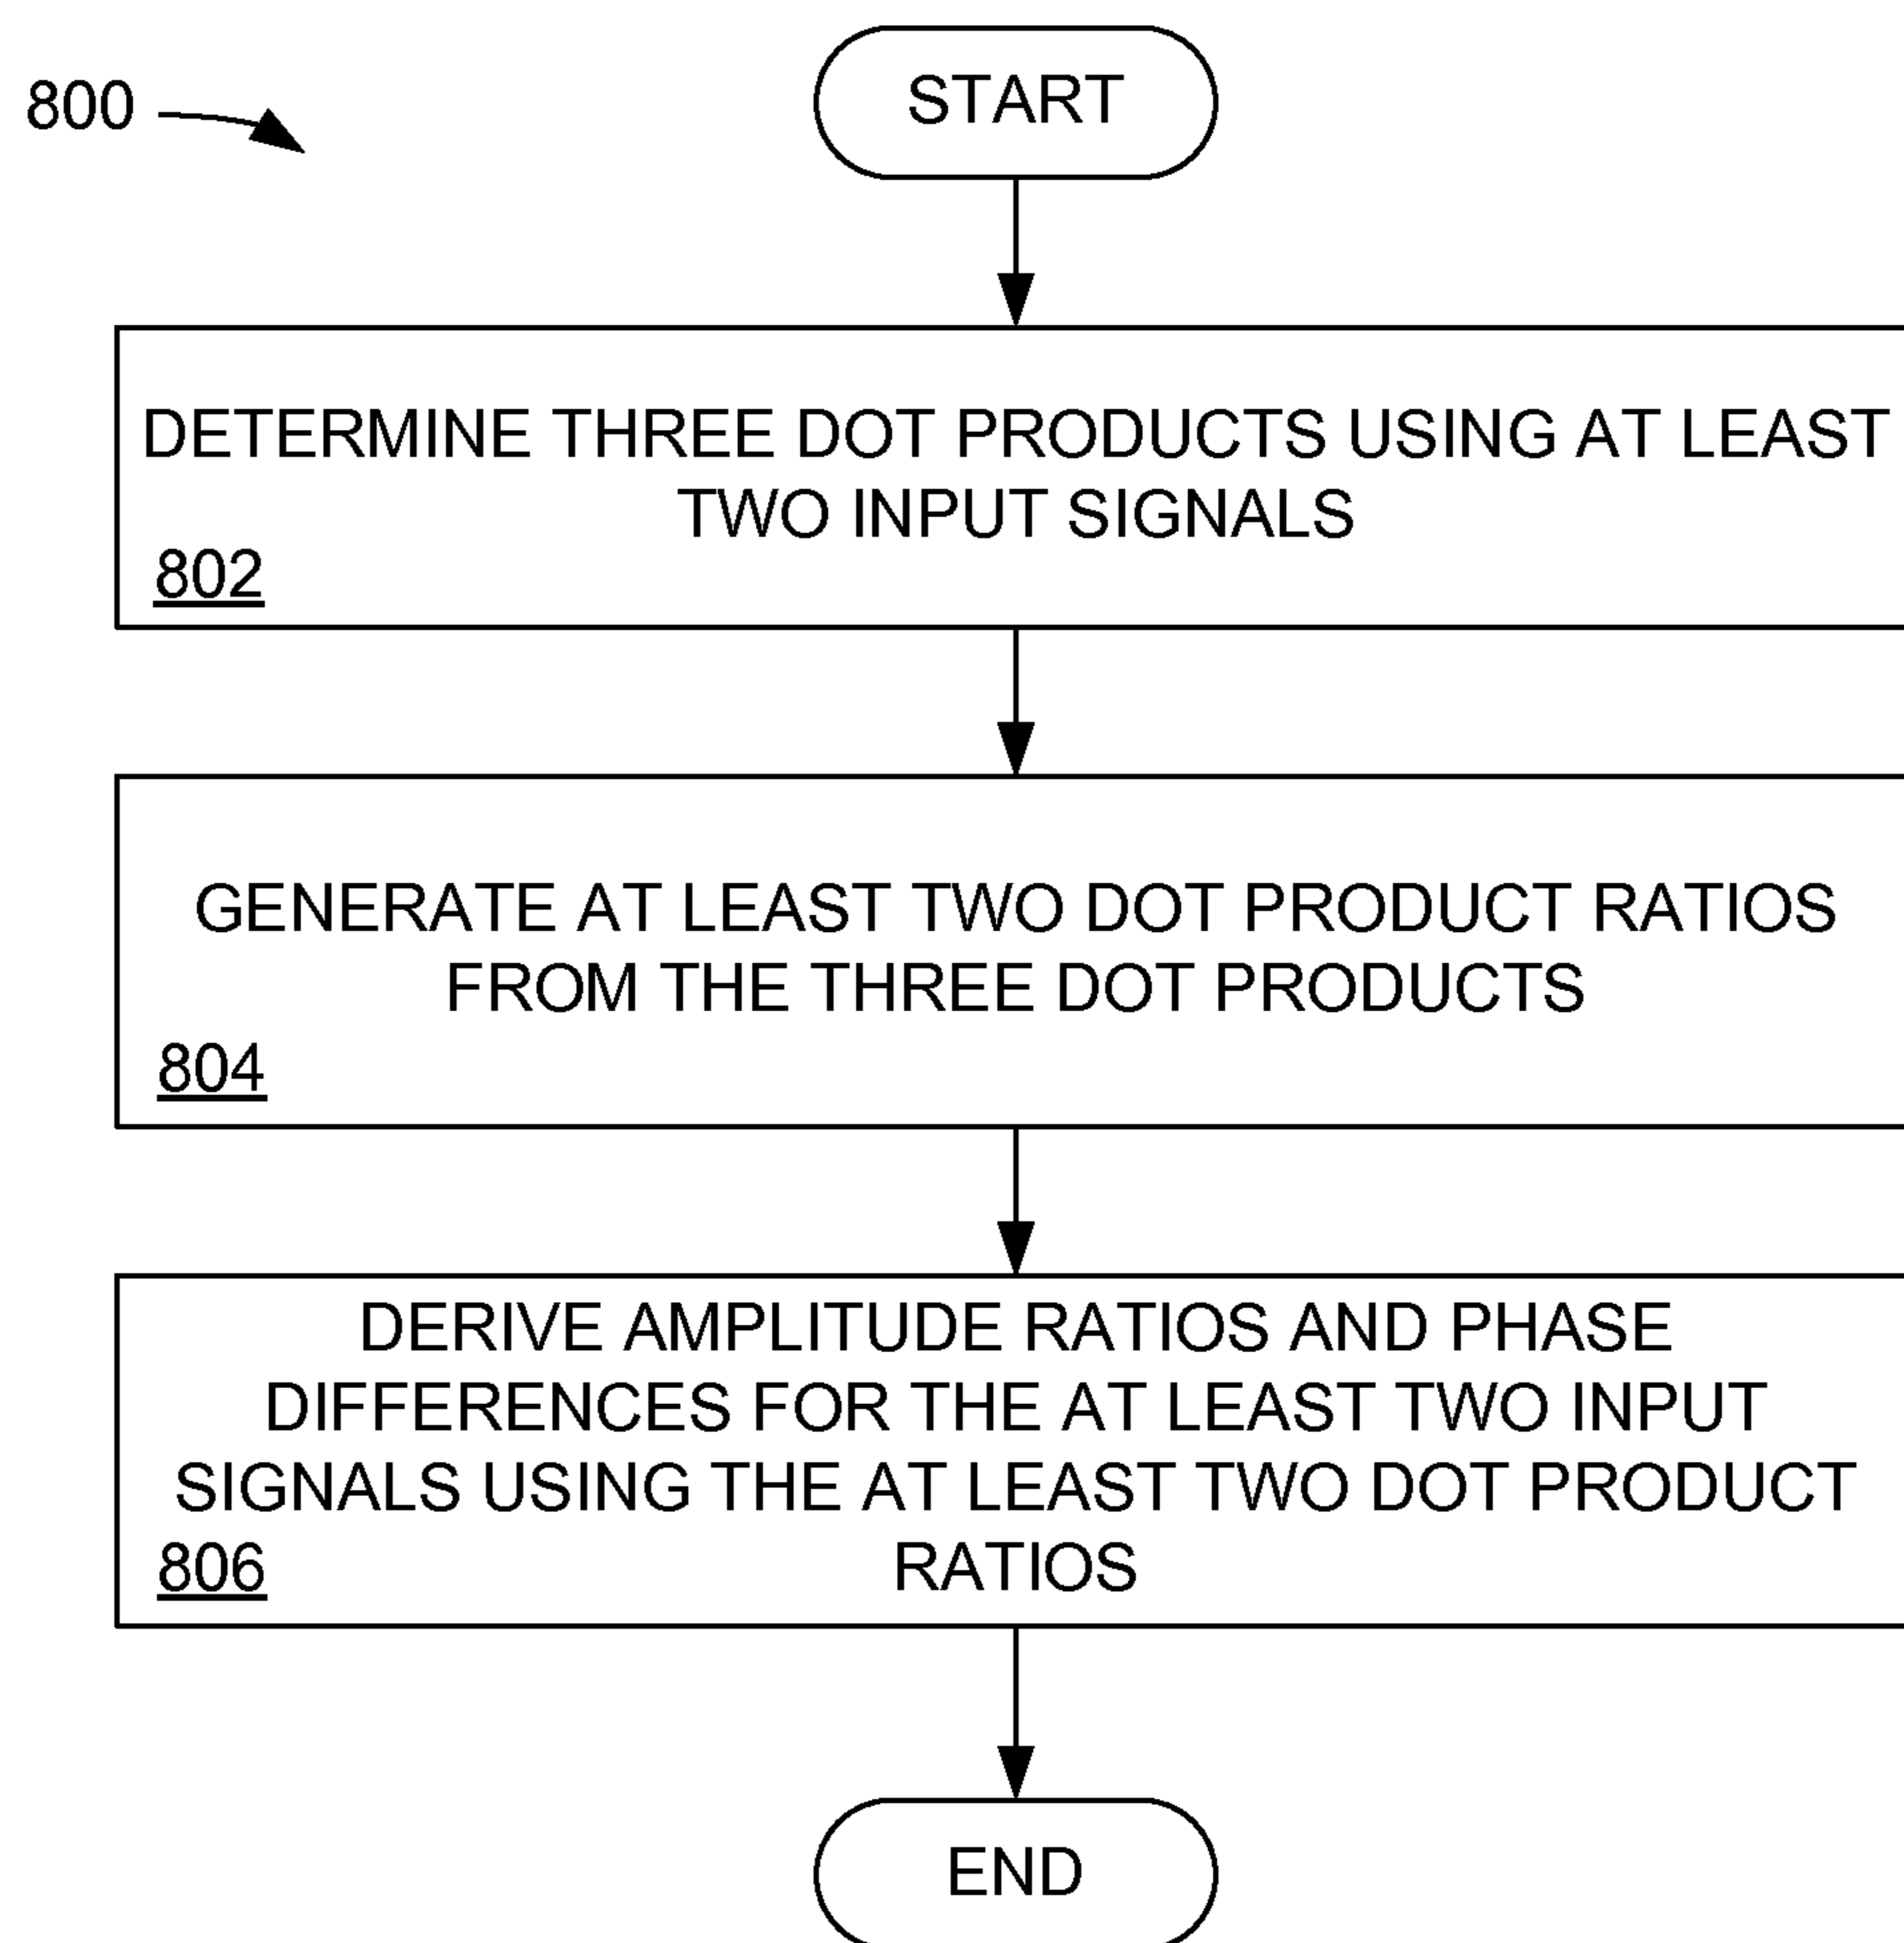 800
START
DETERMINE THREE DOT PRODUCTS USING AT LEAST
TWO INPUT SIGNALS
802
GENERATE AT LEAST TWO DOT PRODUCT RATIOS
FROM THE THREE DOT PRODUCTS
804
DERIVE AMPLITUDE RATIOS AND PHASE
DIFFERENCES FOR THE AT LEAST TWO INPUT
SIGNALS USING THE AT LEAST TWO DOT PRODUCT
RATIOS
806
END